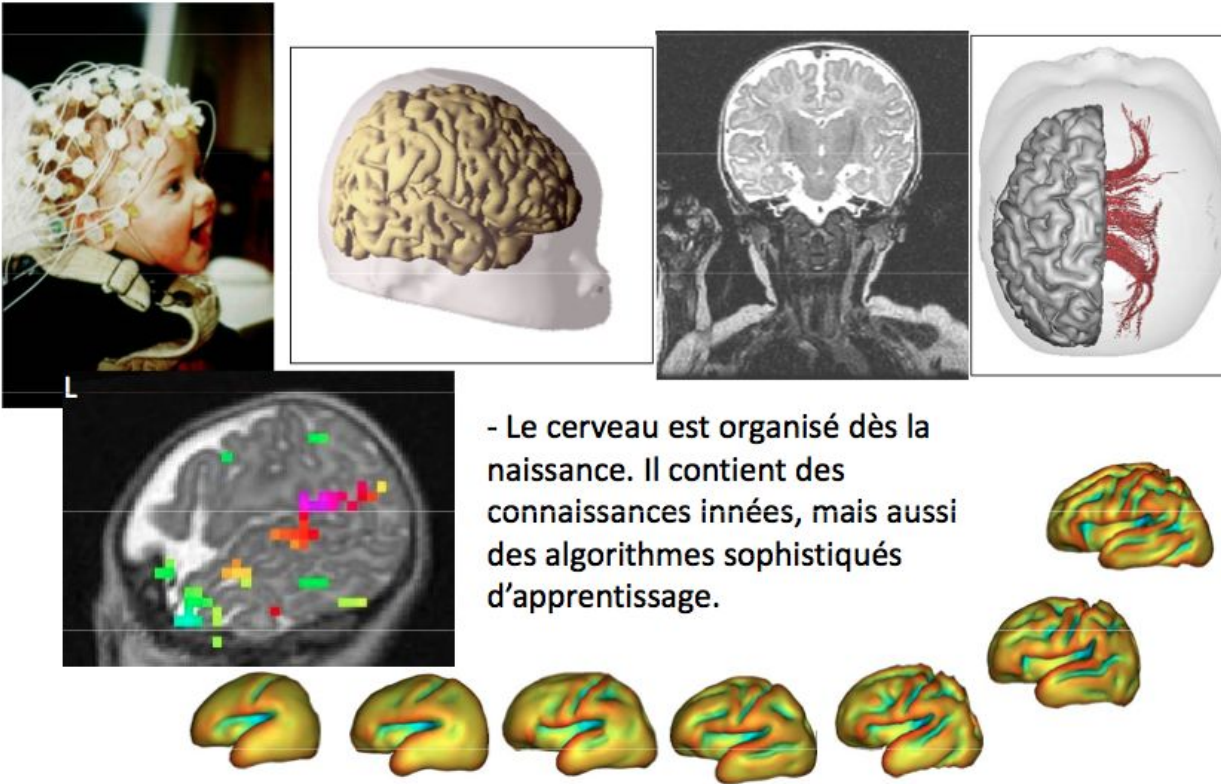 L
- Le cerveau est organisé dès la
naissance. Il contient des
connaissances innées, mais aussi
des algorithmes sophistiqués
d’apprentissage.